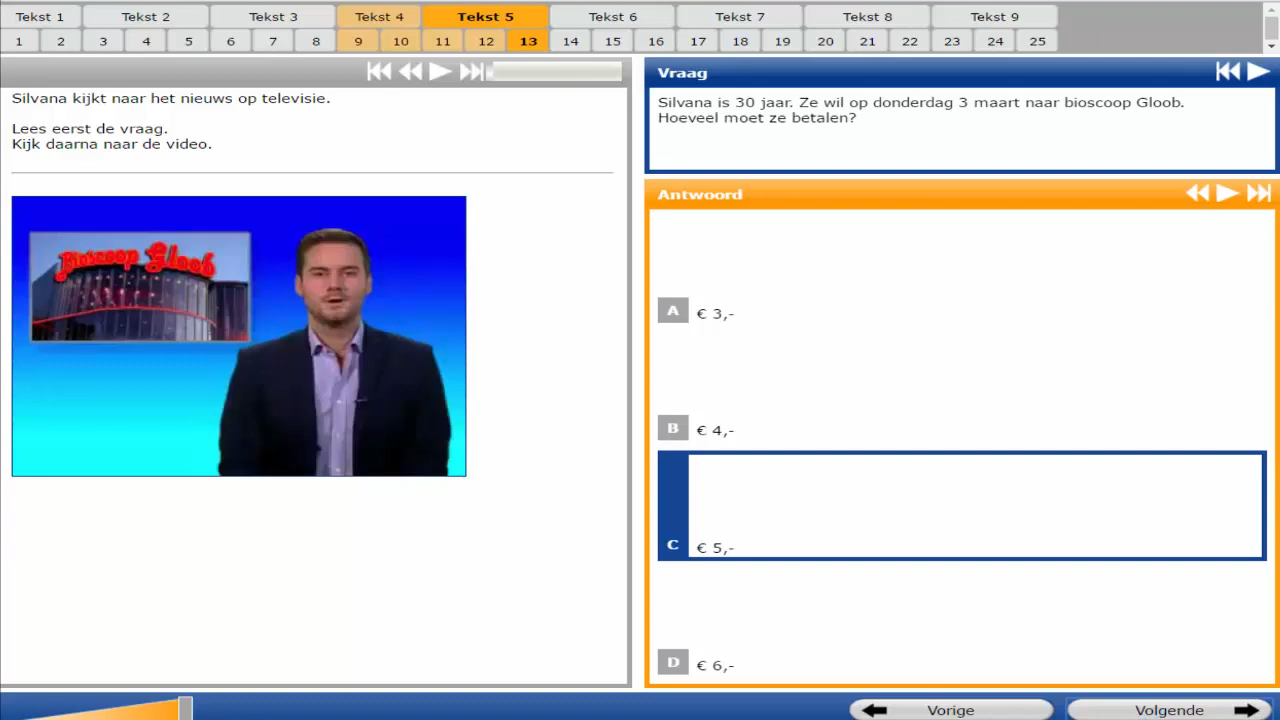 Tekst 1 Tekst 2 Tekst 3 Tekst 4 Tekst 5 Tekst 6 Tekst 7 Tekst 8 Tekst 9
1 2 3 4 5 6 7 8 9 10 11 12 13 14 15 16 17 18 19 20 21 22 23 24 25
Silvana kijkt naar het nieuws op televisie.
Lees eerst de vraag.
Kijk daarna naar de video.
Bioscoop Gloob
Vraag
Silvana is 30 jaar. Ze wil op donderdag 3 maart naar bioscoop Gloob.
Hoeveel moet ze betalen?
Antwoord
A € 3,-
B € 4,-
C € 5,-
D € 6,-
Vorige
Volgende